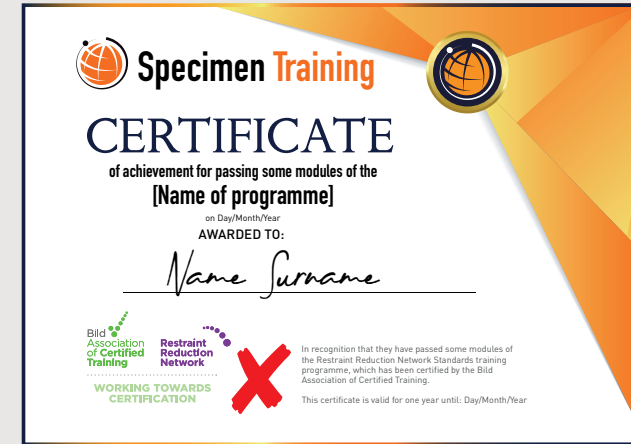 Specimen Training
CERTIFICATE
of achievement for passing some modules of the
[Name of programme]
on Day/Month/Year
AWARDED TO:
Name Surname
Bild
Association
of Certified
Training
Restraint
Reduction
Network
WORKING TOWARDS
CERTIFICATION
In recognition that they have passed some modules of
the Restraint Reduction Network Standards training
programme, which has been certified by the Bild
Association of Certified Training.
This certificate is valid for one year until: Day/Month/Year